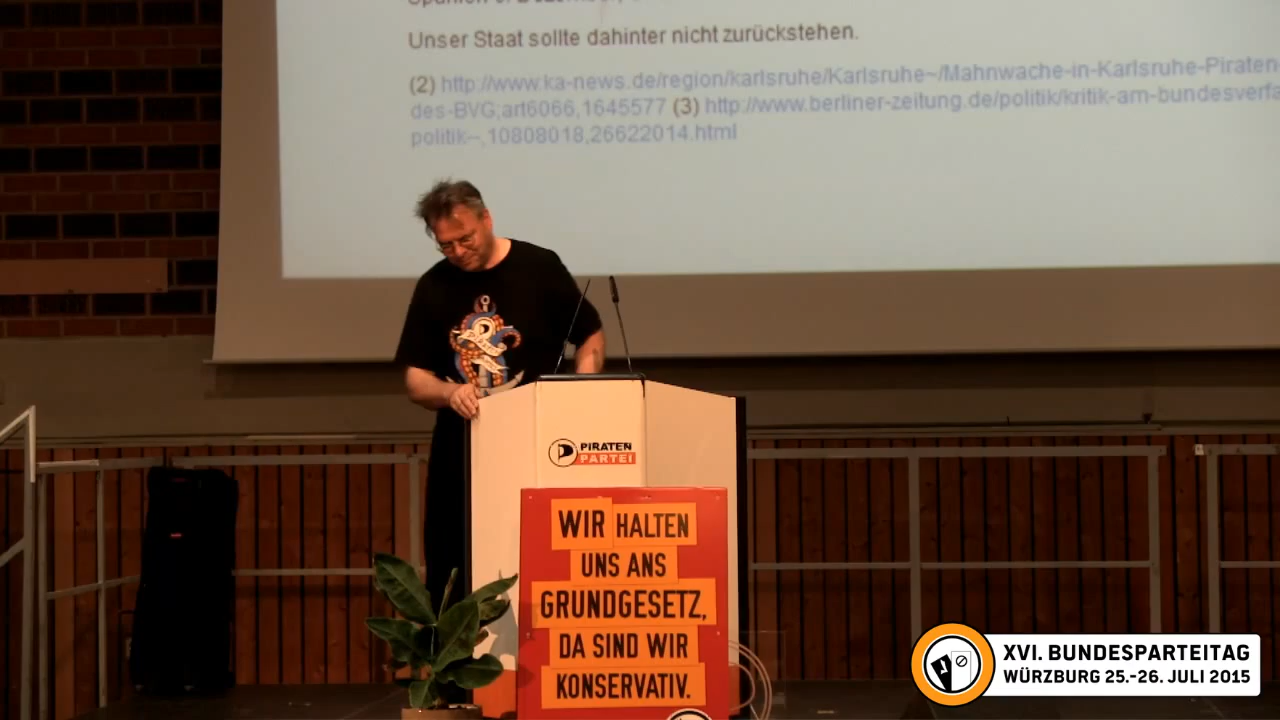 Unser Staat sollte dahinter nicht zurückstehen.
(2) http://www.ka-news.de/region/karlsruhe/Karlsruhe~/Mahnwache-in-Karlsruhe-Piraten-
des-BVG;art6066,1645577 (3) http://www.berliner-zeitung.de/politik/kritik-am-bundesverfa
politik--,10808018,26622014.html
PIRATEN
PARTEI
WIR HALTEN
UNS ANS
GRUNDGESETZ,
DA SIND WIR
KONSERVATIV.
XVI. BUNDESPARTEITAG
WÜRZBURG 25.-26. JULI 2015